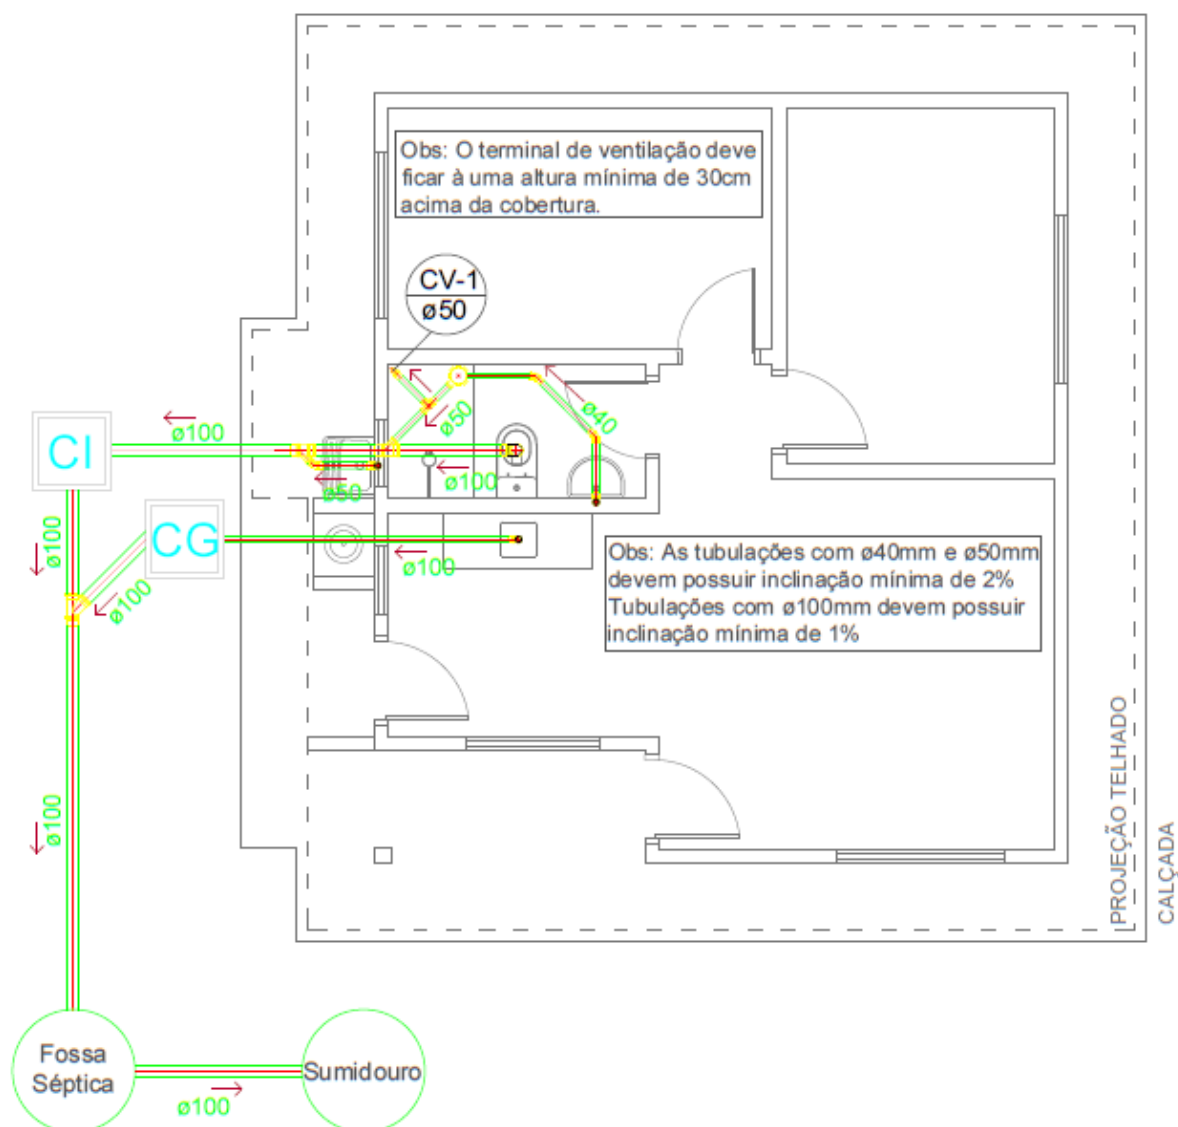 Obs: O terminal de ventilação deve
ficar à uma altura mínima de 30cm
acima da cobertura.
CV-1
ø50
ø40
ø50
ø100
CI
ø100
ø50
CG
ø100
ø100
ø100
Obs: As tubulações com ø40mm e ø50mm
devem possuir inclinação mínima de 2%
Tubulações com ø100mm devem possuir
inclinação mínima de 1%
PROJEÇÃO TELHADO
CALÇADA
ø100
Fossa
Séptica
Sumidouro
ø100